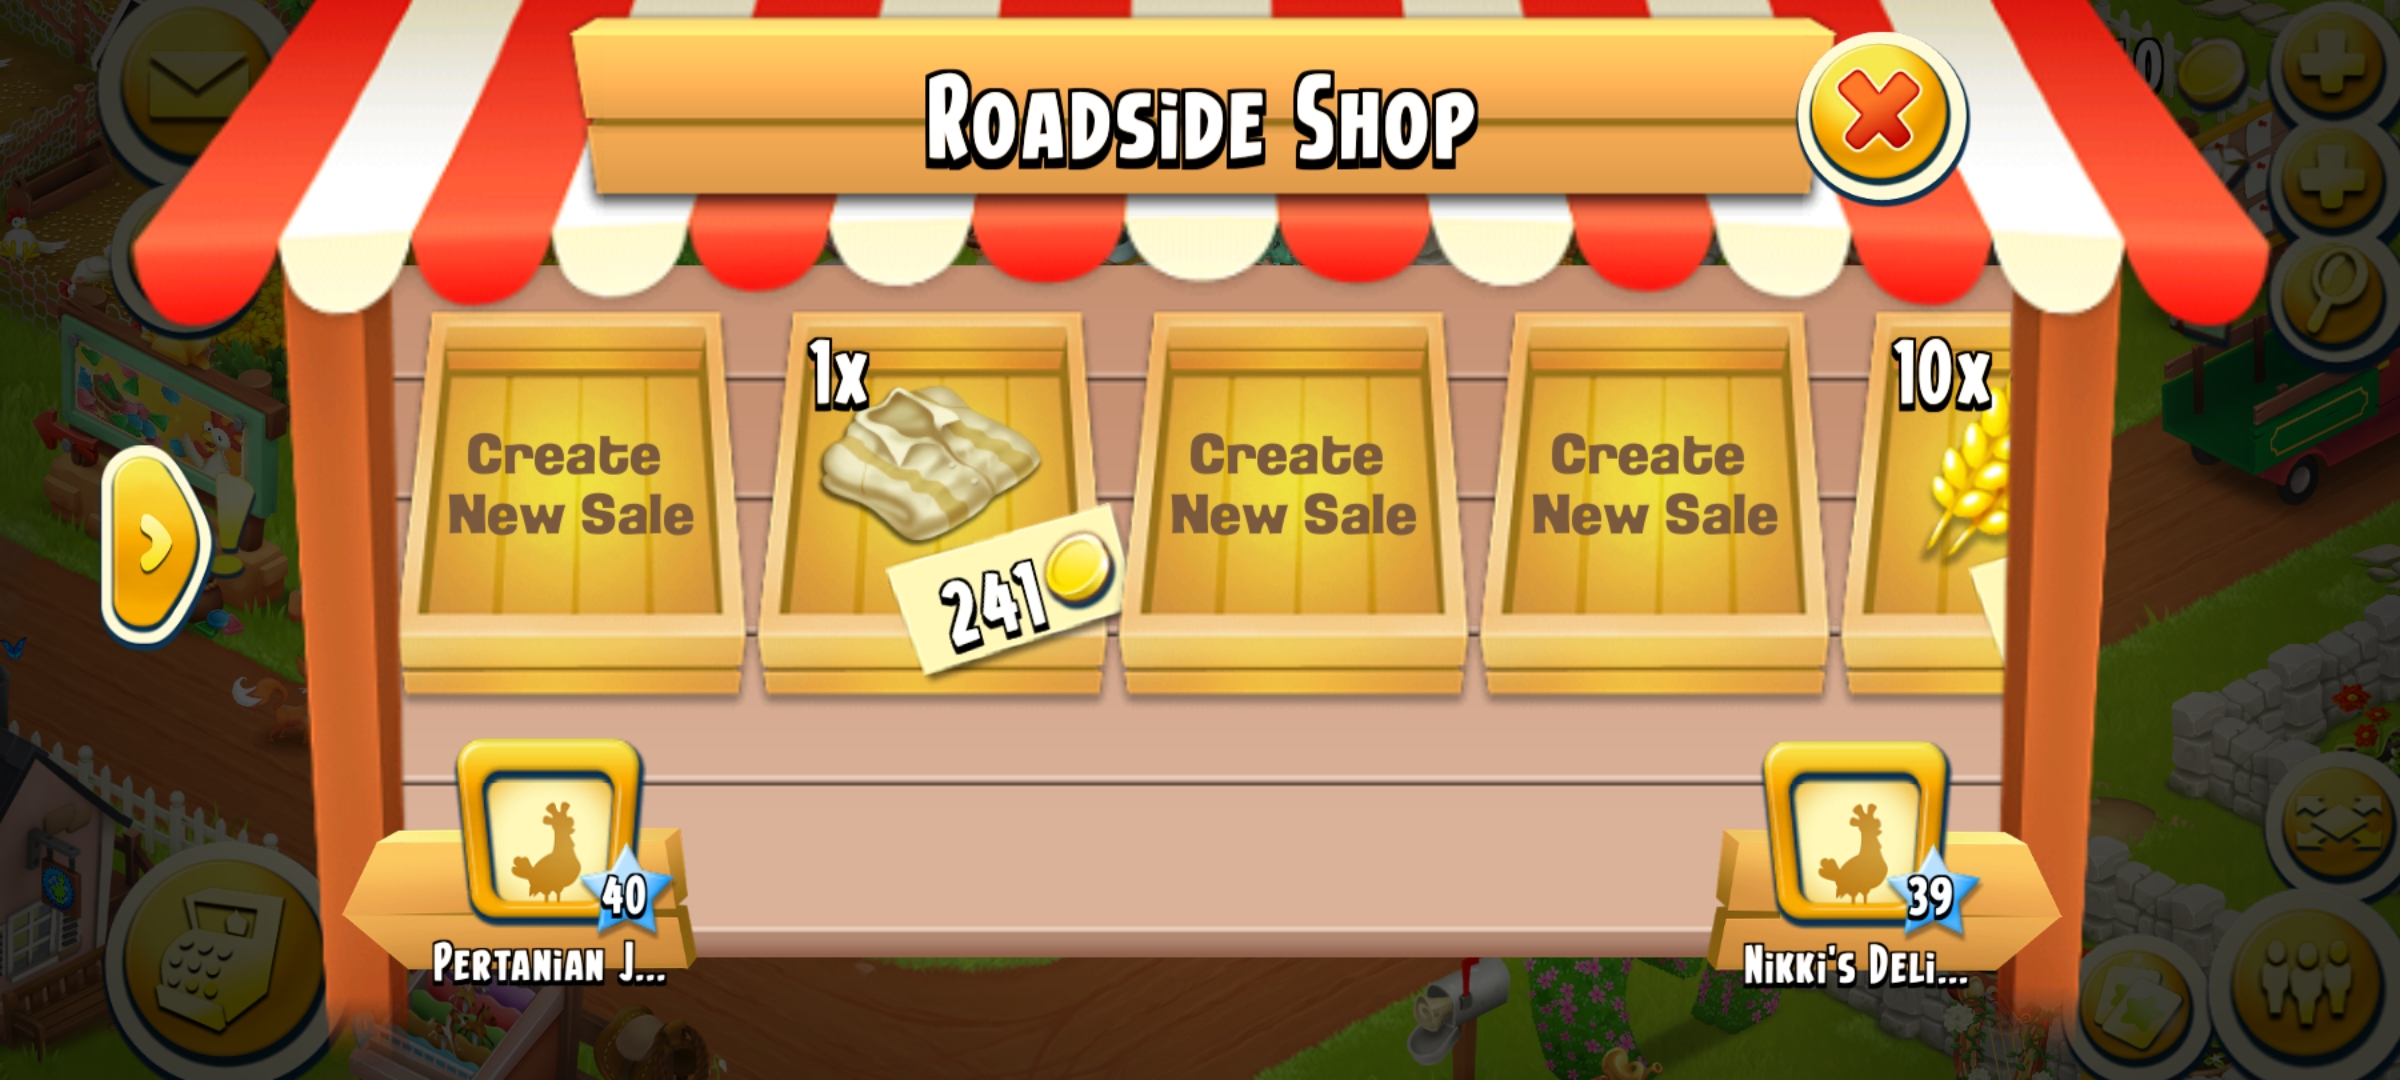 Roadside Shop
1x
10x
Create
New Sale
Create
New Sale
Create
New Sale
241
40
39
Pertanian J...
Nikki's Deli...